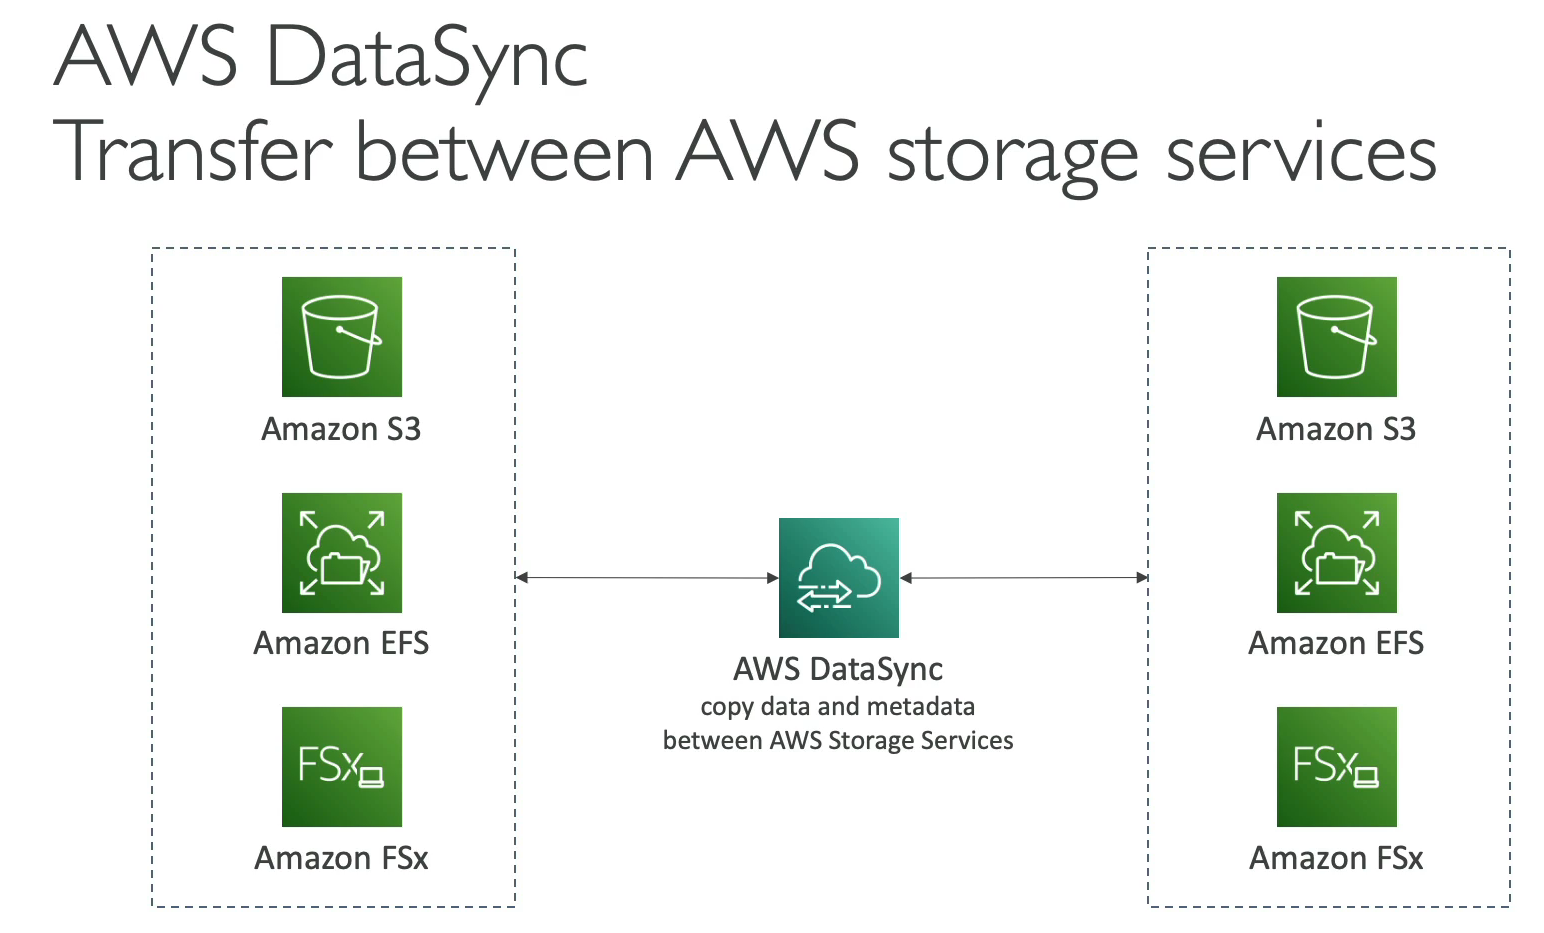 AWS DataSync
Transfer between AWS storage services
Amazon S3
Amazon EFS
FSx
Amazon FSx
AWS DataSync
copy data and metadata
between AWS Storage Services
Amazon S3
Amazon EFS
FSx
Amazon FSx